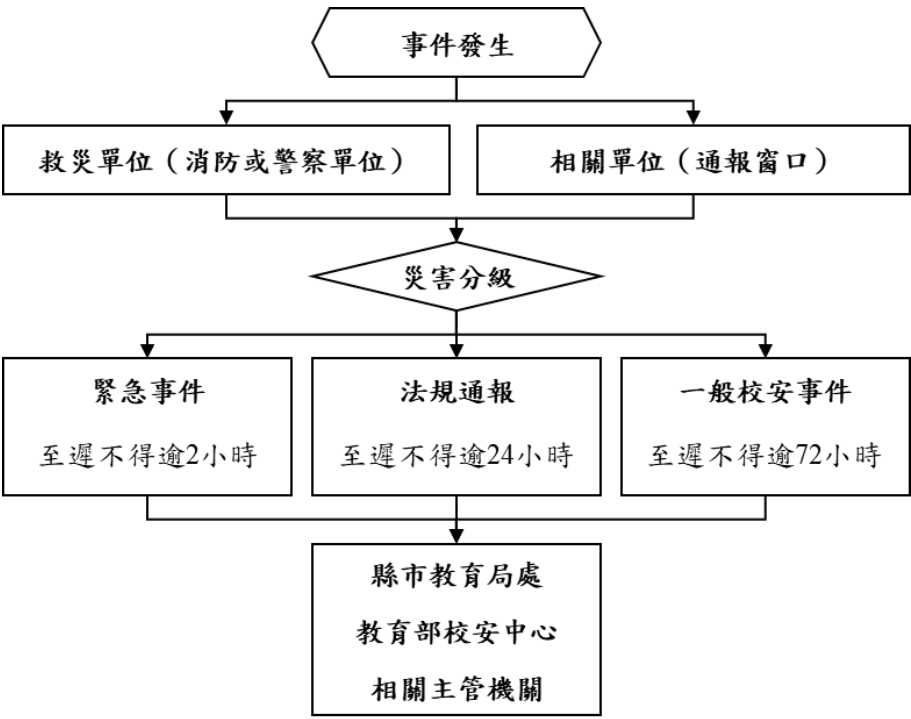 事件發生
救災單位（消防或警察單位）
相關單位（通報窗口）
災害分級
緊急事件
至遲不得逾2小時
法規通報
至遲不得逾24小時
一般校安事件
至遲不得逾72小時
縣市教育局處
教育部校安中心
相關主管機關